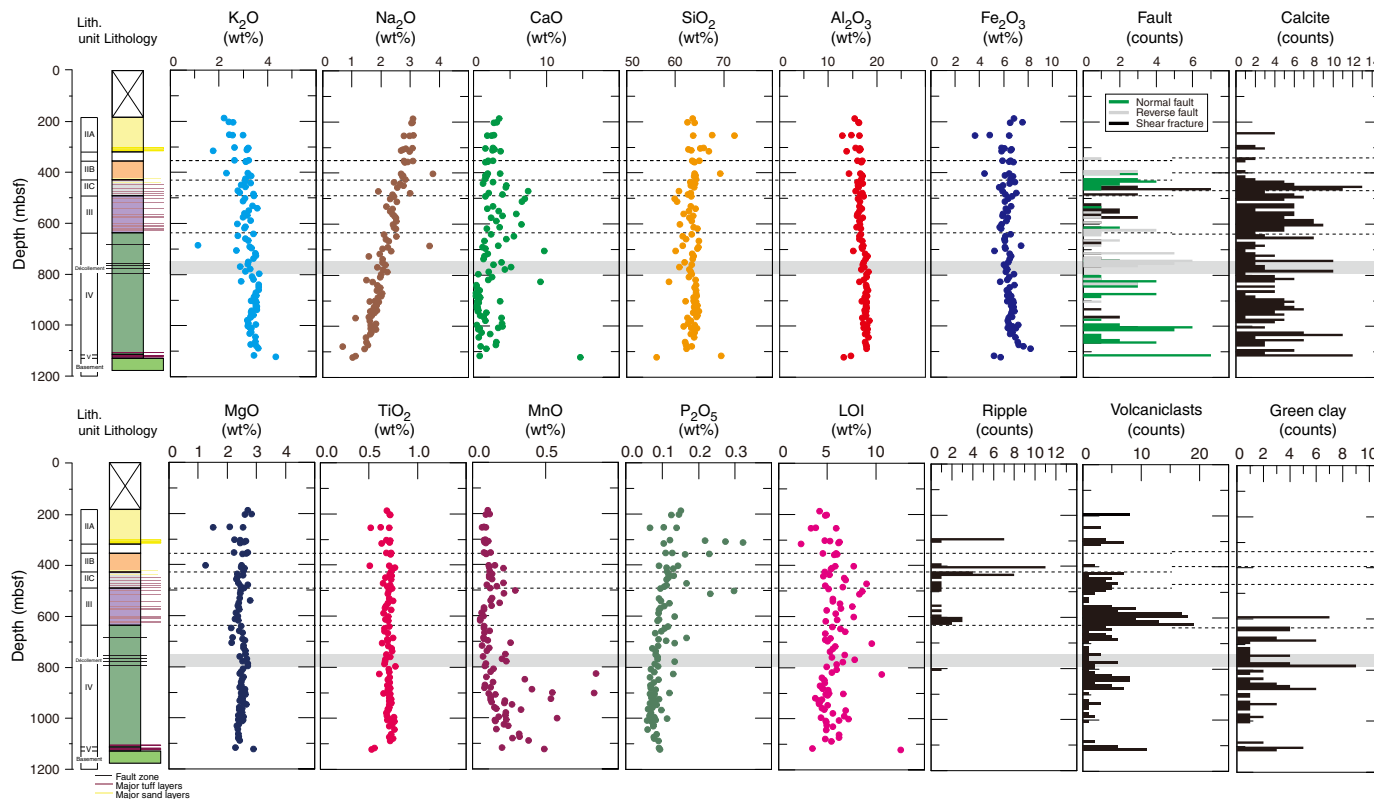 Lith.
unit Lithology
K2O
(wt%)
Na2O
(wt%)
CaO
(wt%)
SiO2
(wt%)
Al2O3
(wt%)
Fe2O3
(wt%)
Fault
(counts)
Calcite
(counts)
0 2 4
0 1 2 3 4
0 10
50 60 70
10 20
0 4 8
0 2 4 6
0 2 4 6 8 10 12 14
Depth (mbsf)
0
200
400
600
800
1000
1200
IIA
IIB
IIC
III
Décollement
IV
V
Basement
Normal fault
Reverse fault
Shear fracture
Lith.
unit Lithology
MgO
(wt%)
TiO2
(wt%)
MnO
(wt%)
P2O5
(wt%)
LOI
(wt%)
Ripple
(counts)
Volcaniclasts
(counts)
Green clay
(counts)
1 2 3 4 5
0.0 0.5 1.0
0.0 0.5
0.0 0.1 0.2 0.3
0 5 10
0 2 4 6 8 10 12
0 10 20
0 2 4 6 8 10
Depth (mbsf)
0
200
400
600
800
1000
1200
IIA
IIB
IIC
III
Décollement
IV
V
Basement
Fault zone
Major tuff layers
Major sand layers